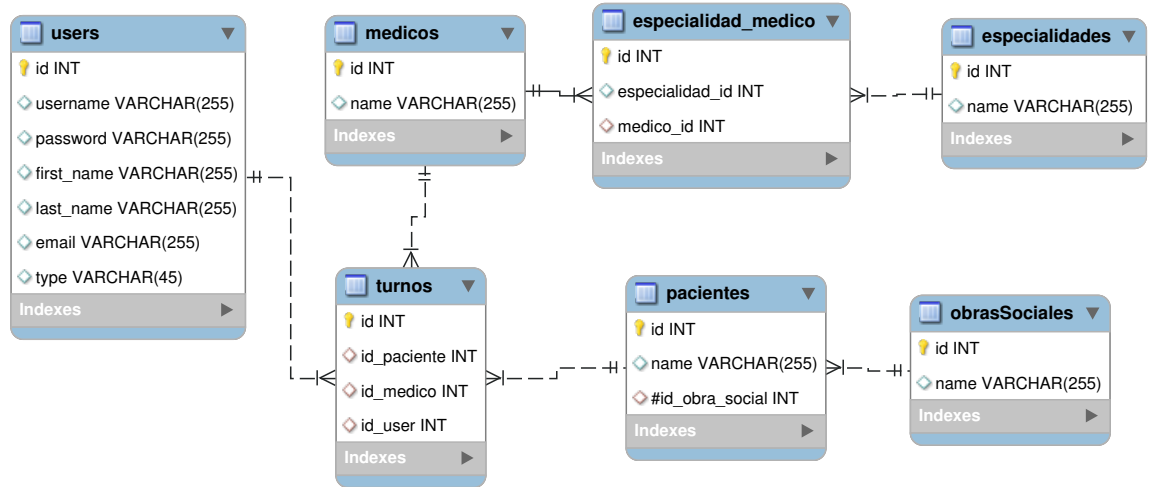 users
id INT
username VARCHAR(255)
password VARCHAR(255)
first_name VARCHAR(255)
last_name VARCHAR(255)
email VARCHAR(255)
type VARCHAR(45)
Indexes
medicos
id INT
name VARCHAR(255)
Indexes
especialidad_medico
id INT
especialidad_id INT
medico_id INT
Indexes
especialidades
id INT
name VARCHAR(255)
Indexes
turnos
id INT
id_paciente INT
id_medico INT
id_user INT
Indexes
pacientes
id INT
name VARCHAR(255)
#id_obra_social INT
Indexes
obrasSociales
id INT
name VARCHAR(255)
Indexes